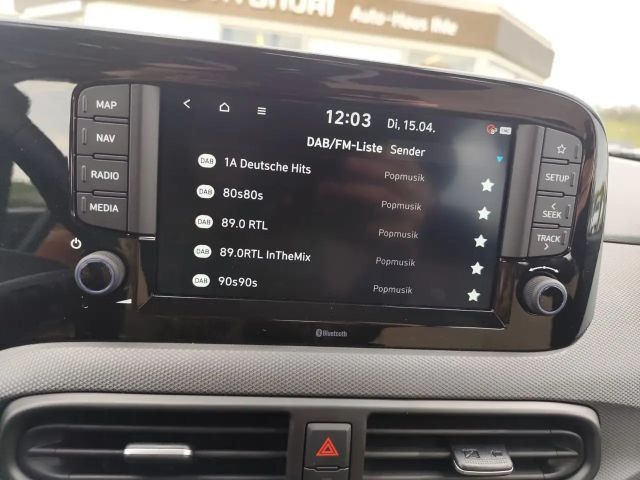 HYUNDAI
Auto-Haus Ihle
MAP
NAV
RADIO
MEDIA
12:03 Di, 15.04.
DAB/FM-Liste Sender
DAB 1A Deutsche Hits Popmusik
DAB 80s80s Popmusik
DAB 89.0 RTL Popmusik
DAB 89.0RTL InTheMix Popmusik
DAB 90s90s Popmusik
SETUP
< SEEK
TRACK >
Bluetooth